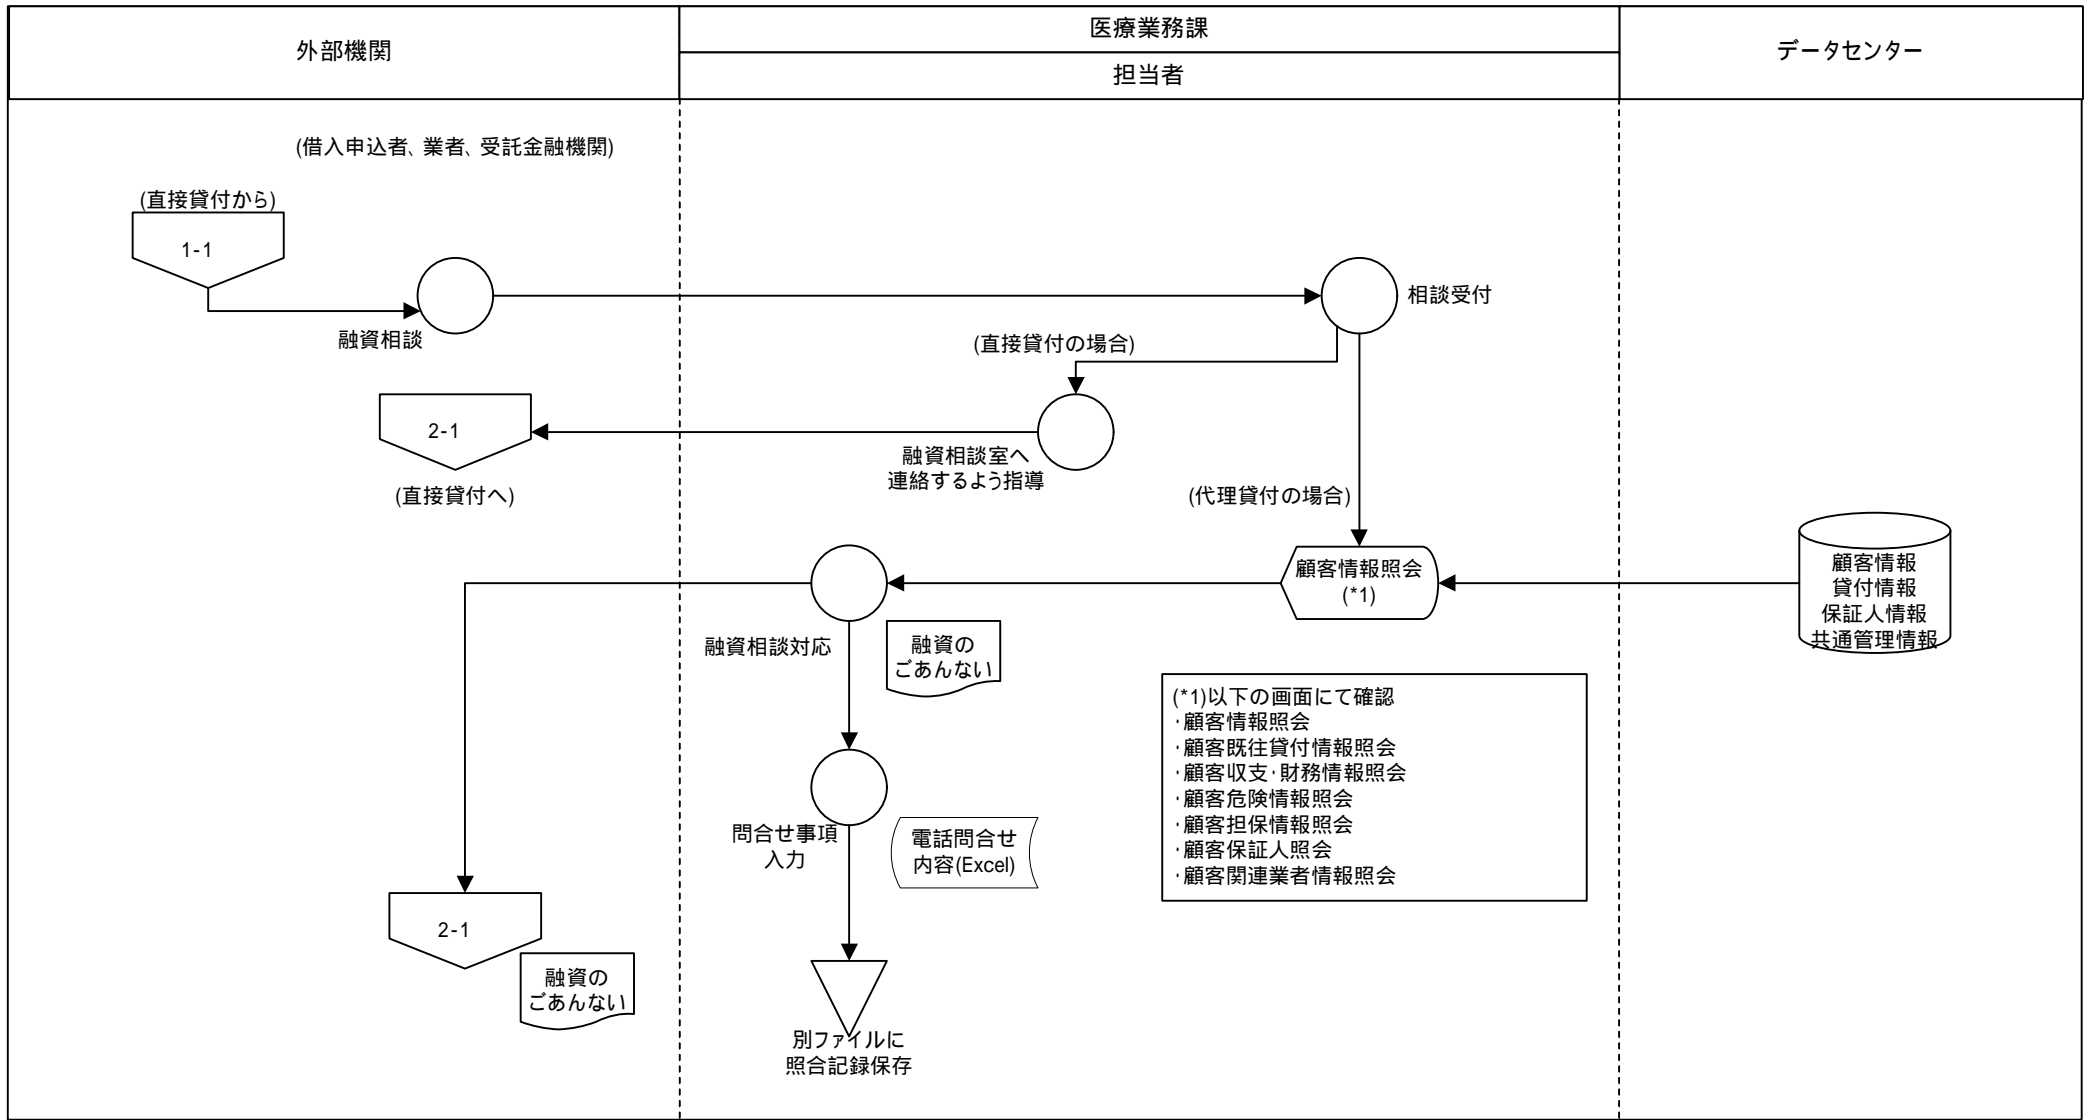 外部機関
医療業務課
担当者
データセンター
(借入申込者、業者、受託金融機関)
(直接貸付から)
1-1
融資相談
相談受付
(直接貸付の場合)
2-1
融資相談室へ
連絡するよう指導
(直接貸付へ)
(代理貸付の場合)
顧客情報照会
(*1)
顧客情報
貸付情報
保証人情報
共通管理情報
融資相談対応
融資の
ごあんない
(*1)以下の画面にて確認
・顧客情報照会
・顧客既往貸付情報照会
・顧客収支・財務情報照会
・顧客危険情報照会
・顧客担保情報照会
・顧客保証人照会
・顧客関連業者情報照会
問合せ事項
入力
電話問合せ
内容(Excel)
2-1
融資の
ごあんない
別ファイルに
照合記録保存